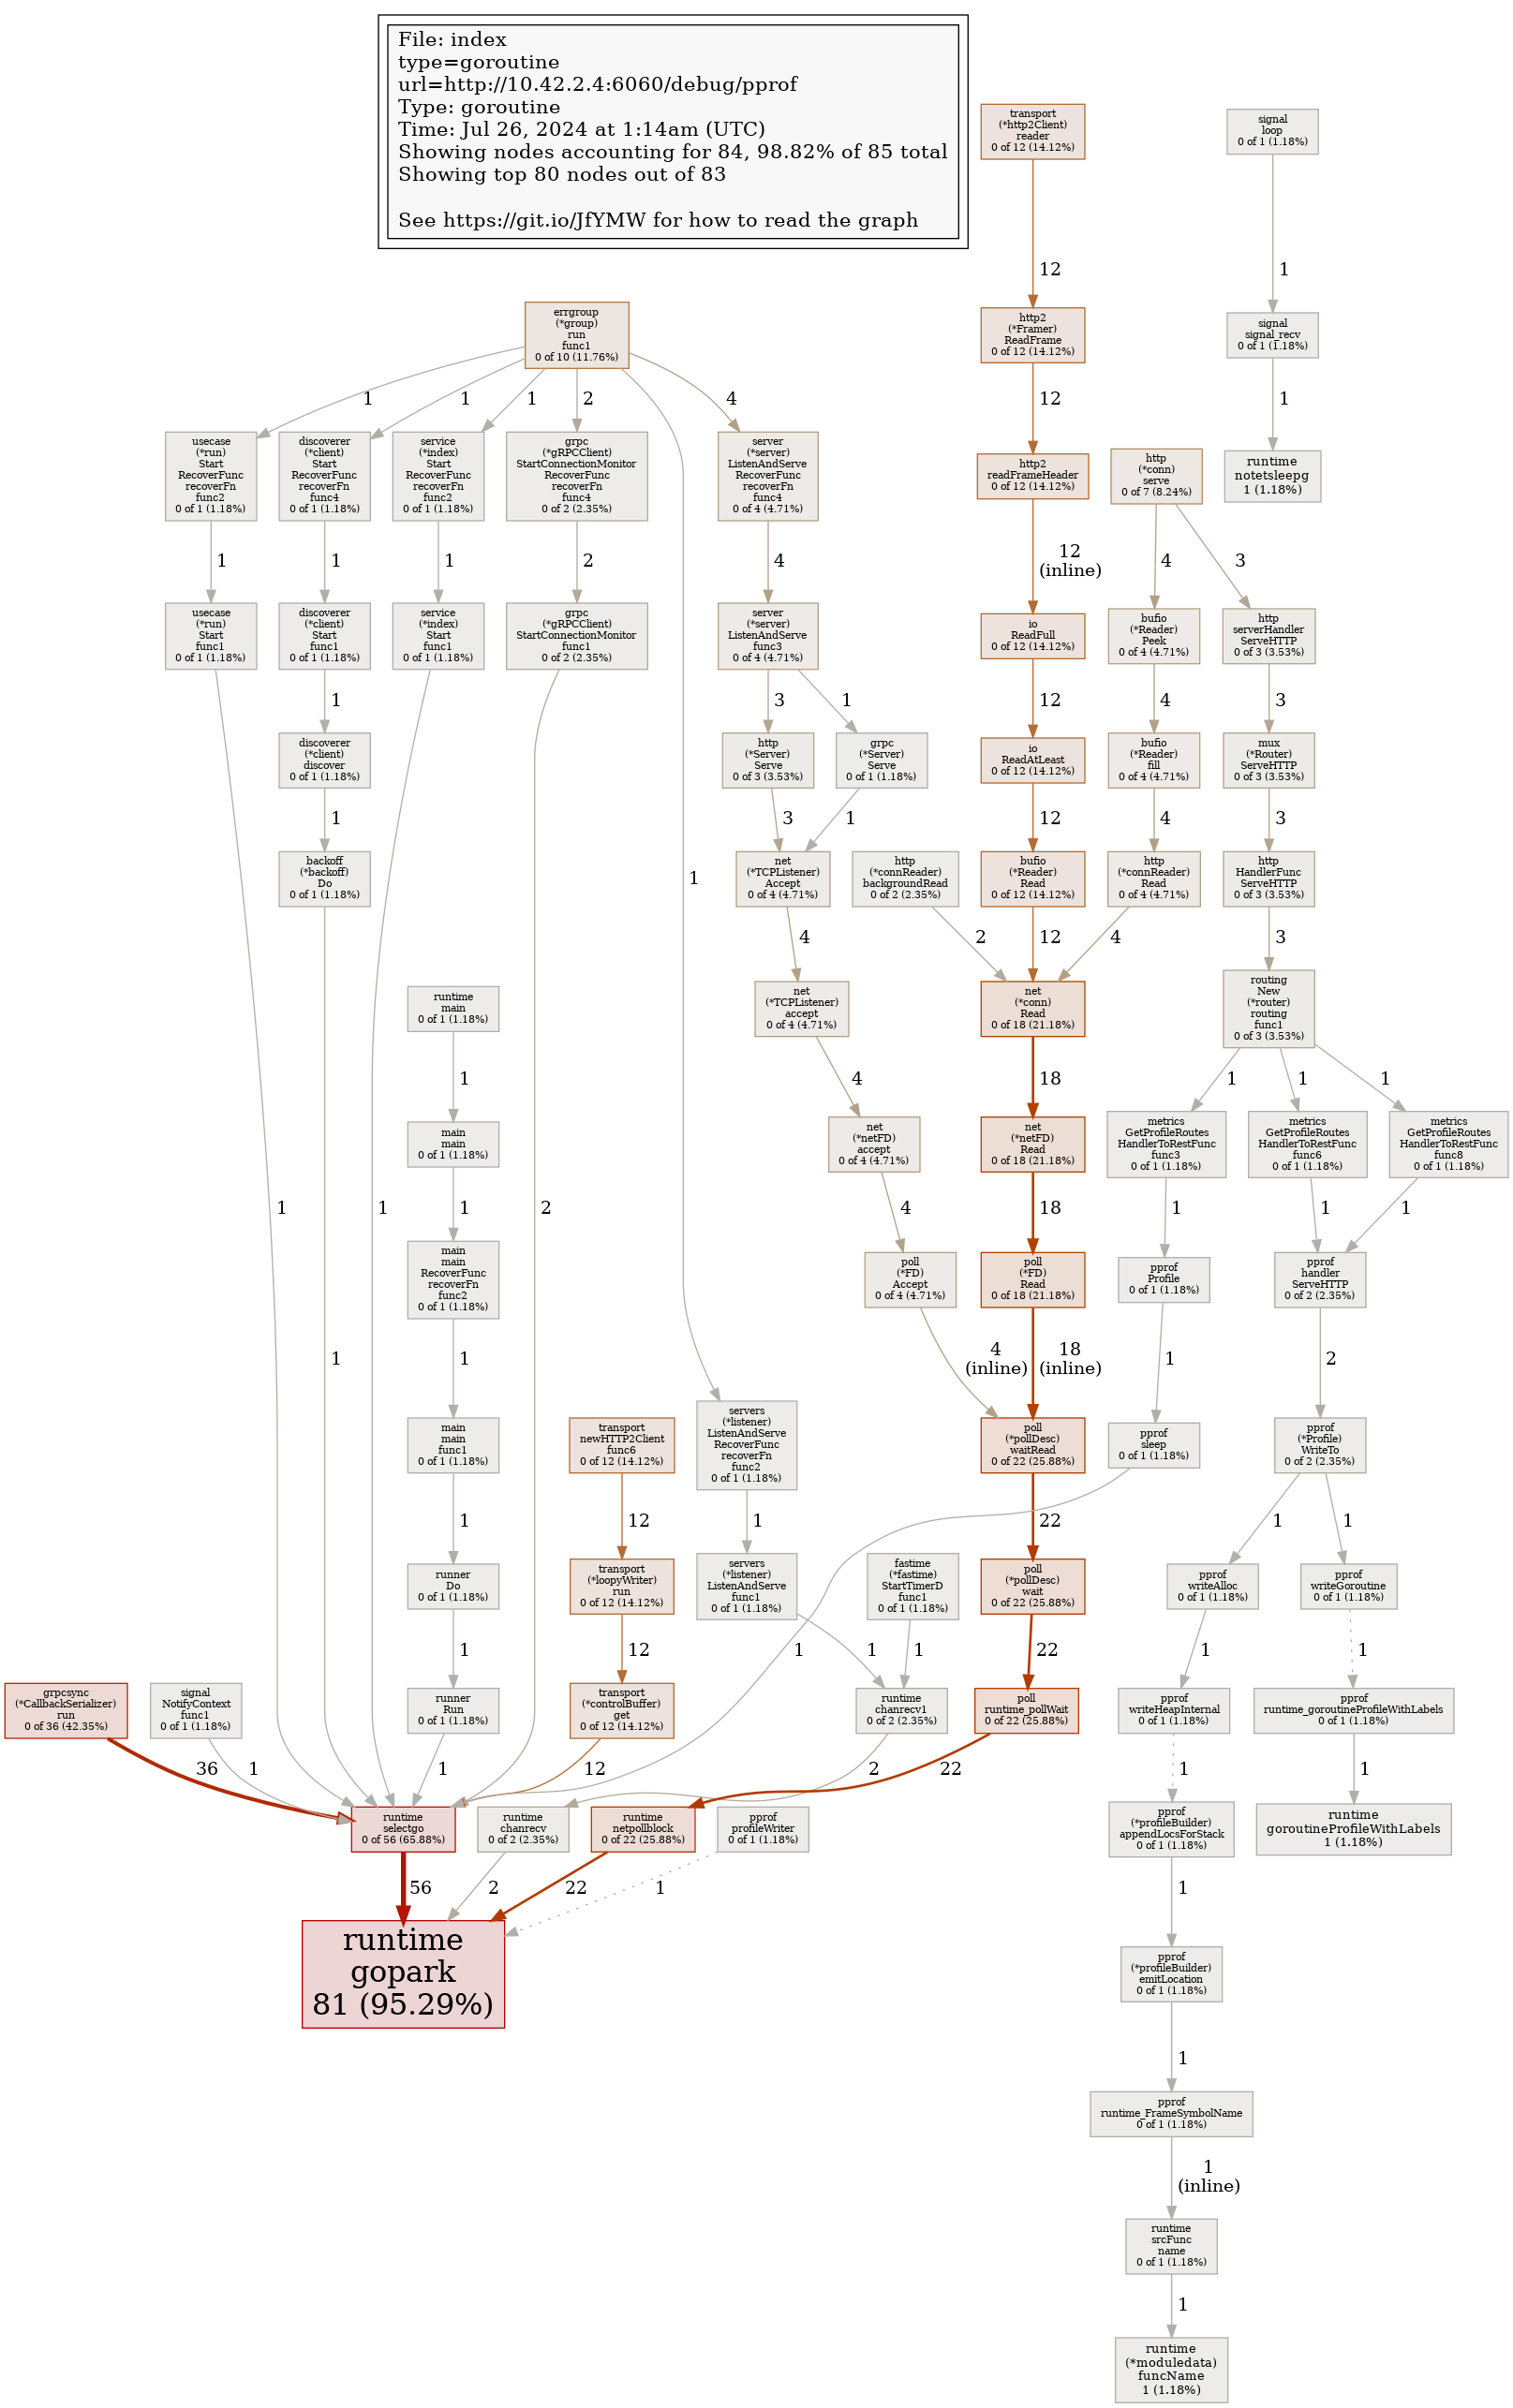 File: index
type=goroutine
url=http://10.42.2.4:6060/debug/pprof
Type: goroutine
Time: Jul 26, 2024 at 1:14am (UTC)
Showing nodes accounting for 84, 98.82% of 85 total
Showing top 80 nodes out of 83
See https://git.io/JfYMW for how to read the graph
transport
(*http2Client)
reader
0 of 12 (14.12%)
signal
loop
0 of 1 (1.18%)
12
1
errgroup
(*group)
run
func1
0 of 10 (11.76%)
http2
(*Framer)
ReadFrame
0 of 12 (14.12%)
signal
signal_recv
0 of 1 (1.18%)
1
1
1
2
4
12
1
usecase
(*run)
Start
RecoverFunc
recoverFn
func2
0 of 1 (1.18%)
discoverer
(*client)
Start
RecoverFunc
recoverFn
func4
0 of 1 (1.18%)
service
(*index)
Start
RecoverFunc
recoverFn
func2
0 of 1 (1.18%)
grpc
(*gRPCClient)
StartConnectionMonitor
RecoverFunc
recoverFn
func4
0 of 2 (2.35%)
server
(*server)
ListenAndServe
RecoverFunc
recoverFn
func4
0 of 4 (4.71%)
http2
readFrameHeader
0 of 12 (14.12%)
http
(*conn)
serve
0 of 7 (8.24%)
runtime
notetsleepg
1 (1.18%)
1
1
1
2
4
12
(inline)
4
3
usecase
(*run)
Start
func1
0 of 1 (1.18%)
discoverer
(*client)
Start
func1
0 of 1 (1.18%)
service
(*index)
Start
func1
0 of 1 (1.18%)
grpc
(*gRPCClient)
StartConnectionMonitor
func1
0 of 2 (2.35%)
server
(*server)
ListenAndServe
func3
0 of 4 (4.71%)
io
ReadFull
0 of 12 (14.12%)
bufio
(*Reader)
Peek
0 of 4 (4.71%)
http
serverHandler
ServeHTTP
0 of 3 (3.53%)
1
3
1
12
4
3
discoverer
(*client)
discover
0 of 1 (1.18%)
http
(*Server)
Serve
0 of 3 (3.53%)
grpc
(*Server)
Serve
0 of 1 (1.18%)
io
ReadAtLeast
0 of 12 (14.12%)
bufio
(*Reader)
fill
0 of 4 (4.71%)
mux
(*Router)
ServeHTTP
0 of 3 (3.53%)
1
3
1
12
4
3
backoff
(*backoff)
Do
0 of 1 (1.18%)
1
net
(*TCPListener)
Accept
0 of 4 (4.71%)
http
(*connReader)
backgroundRead
0 of 2 (2.35%)
bufio
(*Reader)
Read
0 of 12 (14.12%)
http
(*connReader)
Read
0 of 4 (4.71%)
http
HandlerFunc
ServeHTTP
0 of 3 (3.53%)
4
2
12
4
3
runtime
main
0 of 1 (1.18%)
net
(*TCPListener)
accept
0 of 4 (4.71%)
net
(*conn)
Read
0 of 18 (21.18%)
routing
New
(*router)
routing
func1
0 of 3 (3.53%)
1
4
18
1
1
1
main
main
0 of 1 (1.18%)
net
(*netFD)
accept
0 of 4 (4.71%)
net
(*netFD)
Read
0 of 18 (21.18%)
metrics
GetProfileRoutes
HandlerToRestFunc
func3
0 of 1 (1.18%)
metrics
GetProfileRoutes
HandlerToRestFunc
func6
0 of 1 (1.18%)
metrics
GetProfileRoutes
HandlerToRestFunc
func8
0 of 1 (1.18%)
1
1
1
2
4
18
1
1
1
main
main
RecoverFunc
recoverFn
func2
0 of 1 (1.18%)
poll
(*FD)
Accept
0 of 4 (4.71%)
poll
(*FD)
Read
0 of 18 (21.18%)
pprof
Profile
0 of 1 (1.18%)
pprof
handler
ServeHTTP
0 of 2 (2.35%)
1
1
4
(inline)
18
(inline)
1
2
main
main
func1
0 of 1 (1.18%)
transport
newHTTP2Client
func6
0 of 12 (14.12%)
servers
(*listener)
ListenAndServe
RecoverFunc
recoverFn
func2
0 of 1 (1.18%)
poll
(*pollDesc)
waitRead
0 of 22 (25.88%)
pprof
sleep
0 of 1 (1.18%)
pprof
(*Profile)
WriteTo
0 of 2 (2.35%)
1
12
1
22
1
1
runner
Do
0 of 1 (1.18%)
transport
(*loopyWriter)
run
0 of 12 (14.12%)
servers
(*listener)
ListenAndServe
func1
0 of 1 (1.18%)
fastime
(*fastime)
StartTimerD
func1
0 of 1 (1.18%)
poll
(*pollDesc)
wait
0 of 22 (25.88%)
pprof
writeAlloc
0 of 1 (1.18%)
pprof
writeGoroutine
0 of 1 (1.18%)
1
12
1
1
1
22
1
1
grpcsync
(*CallbackSerializer)
run
0 of 36 (42.35%)
signal
NotifyContext
func1
0 of 1 (1.18%)
runner
Run
0 of 1 (1.18%)
transport
(*controlBuffer)
get
0 of 12 (14.12%)
runtime
chanrecv1
0 of 2 (2.35%)
poll
runtime_pollWait
0 of 22 (25.88%)
pprof
writeHeapInternal
0 of 1 (1.18%)
pprof
runtime_goroutineProfileWithLabels
0 of 1 (1.18%)
36
1
1
12
2
22
1
1
runtime
selectgo
0 of 56 (65.88%)
runtime
chanrecv
0 of 2 (2.35%)
runtime
netpollblock
0 of 22 (25.88%)
pprof
profileWriter
0 of 1 (1.18%)
pprof
(*profileBuilder)
appendLocsForStack
0 of 1 (1.18%)
runtime
goroutineProfileWithLabels
1 (1.18%)
56
2
22
1
1
runtime
gopark
81 (95.29%)
pprof
(*profileBuilder)
emitLocation
0 of 1 (1.18%)
1
pprof
runtime_FrameSymbolName
0 of 1 (1.18%)
1
(inline)
runtime
srcFunc
name
0 of 1 (1.18%)
1
runtime
(*moduledata)
funcName
1 (1.18%)